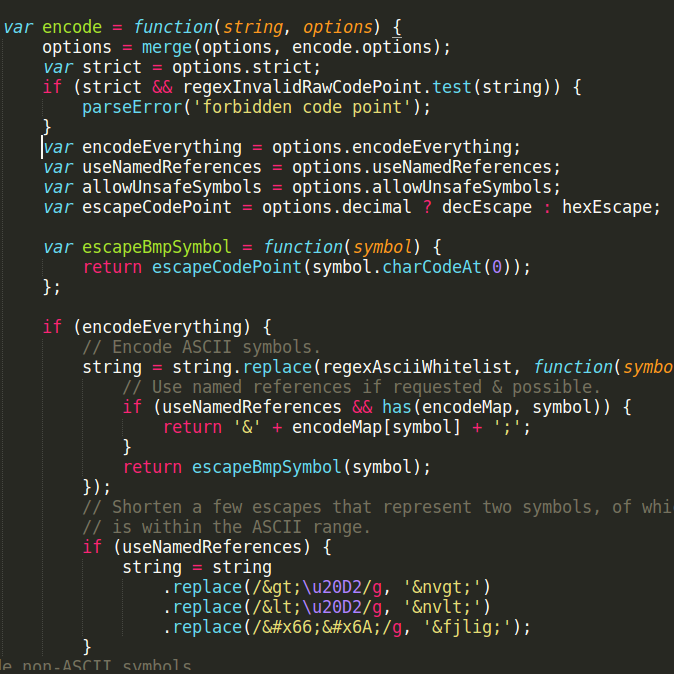 var encode = function(string, options) {
    options = merge(options, encode.options);
    var strict = options.strict;
    if (strict && regexInvalidRawCodePoint.test(string)) {
        parseError('forbidden code point');
    }
    var encodeEverything = options.encodeEverything;
    var useNamedReferences = options.useNamedReferences;
    var allowUnsafeSymbols = options.allowUnsafeSymbols;
    var escapeCodePoint = options.decimal ? decEscape : hexEscape;

    var escapeBmpSymbol = function(symbol) {
        return escapeCodePoint(symbol.charCodeAt(0));
    };

    if (encodeEverything) {
        // Encode ASCII symbols.
        string = string.replace(regexAsciiWhitelist, function(symbo
            // Use named references if requested & possible.
            if (useNamedReferences && has(encodeMap, symbol)) {
                return '&' + encodeMap[symbol] + ';';
            }
            return escapeBmpSymbol(symbol);
        });
        // Shorten a few escapes that represent two symbols, of whi
        // is within the ASCII range.
        if (useNamedReferences) {
            string = string
                .replace(/&gt;\u20D2/g, '&nvgt;')
                .replace(/&lt;\u20D2/g, '&nvlt;')
                .replace(/&#x66;&#x6A;/g, '&fjlig;');
        }
de non-ASCII symbols